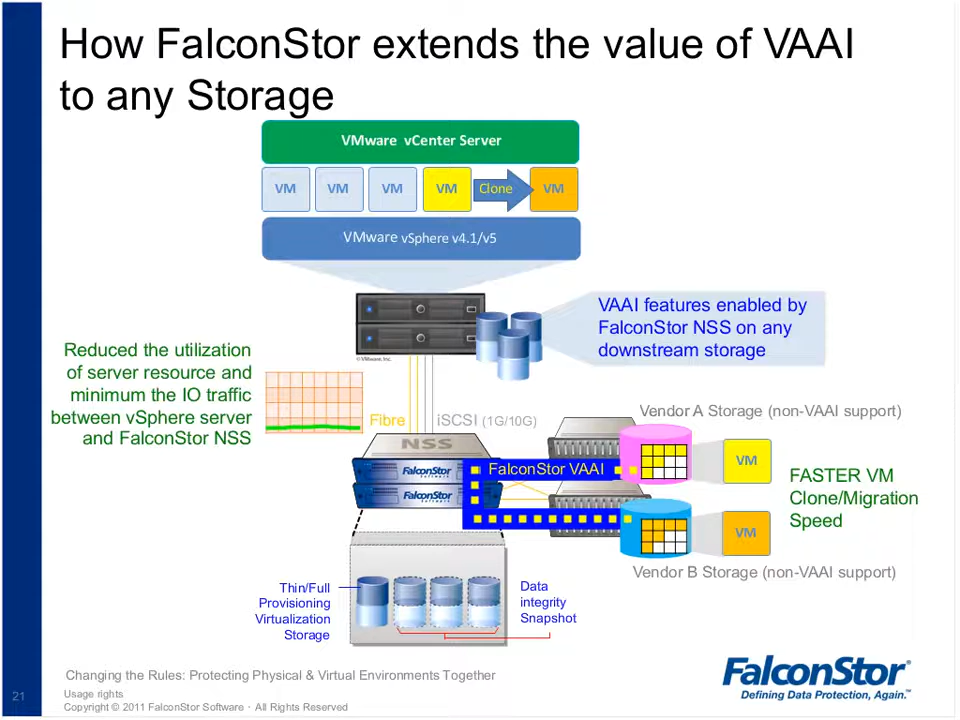 How FalconStor extends the value of VAAI
to any Storage
VMware vCenter Server
VM
VM
VM
VM
Clone
VM
VMware vSphere v4.1/v5
VAAI features enabled by
FalconStor NSS on any
downstream storage
© VMware, Inc.
Reduced the utilization
of server resource and
minimum the IO traffic
between vSphere server
and FalconStor NSS
Fibre
iSCSI (1G/10G)
Vendor A Storage (non-VAAI support)
NSS
FalconStor
Software
FalconStor
Software
FalconStor VAAI
VM
FASTER VM
Clone/Migration
Speed
VM
Vendor B Storage (non-VAAI support)
Thin/Full
Provisioning
Virtualization
Storage
Data
integrity
Snapshot
Changing the Rules: Protecting Physical & Virtual Environments Together
21
Usage rights
Copyright © 2011 FalconStor Software · All Rights Reserved
FalconStor®
Defining Data Protection, Again.™